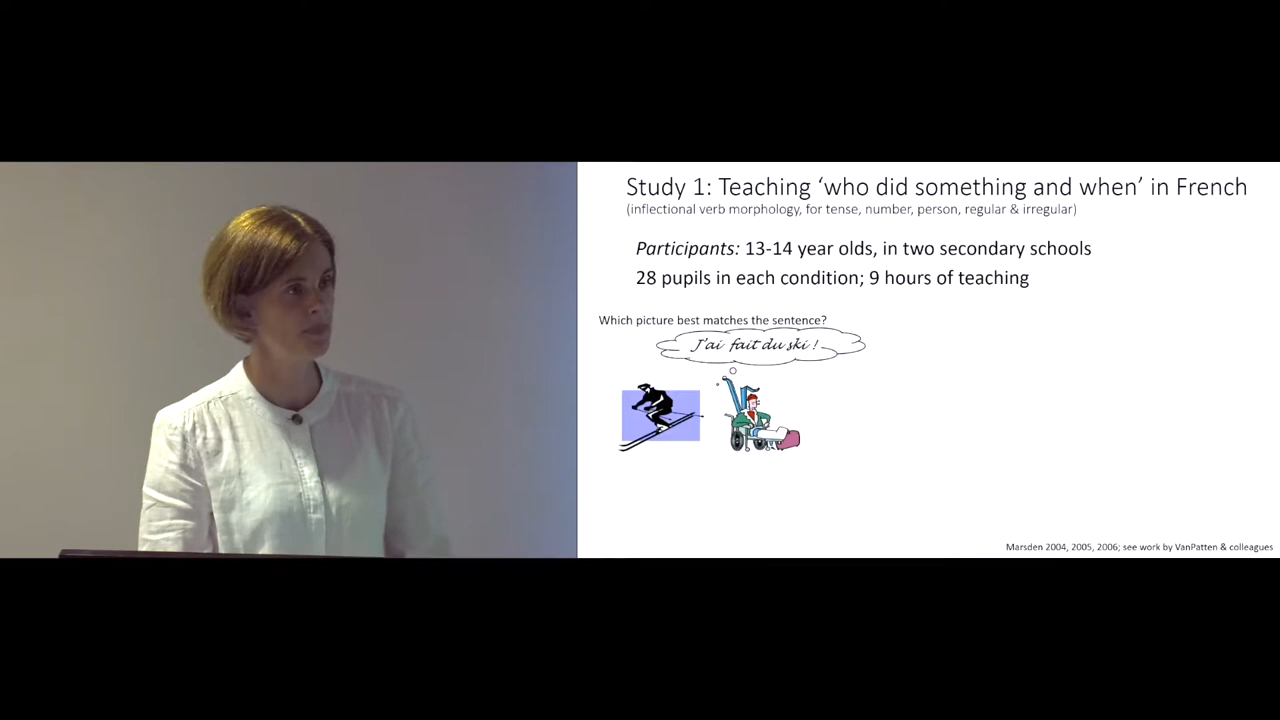 Study 1: Teaching ‘who did something and when’ in French
(inflectional verb morphology, for tense, number, person, regular & irregular)
Participants: 13-14 year olds, in two secondary schools
28 pupils in each condition; 9 hours of teaching
Which picture best matches the sentence?
J'ai fait du ski !
Marsden 2004, 2005, 2006; see work by VanPatten & colleagues